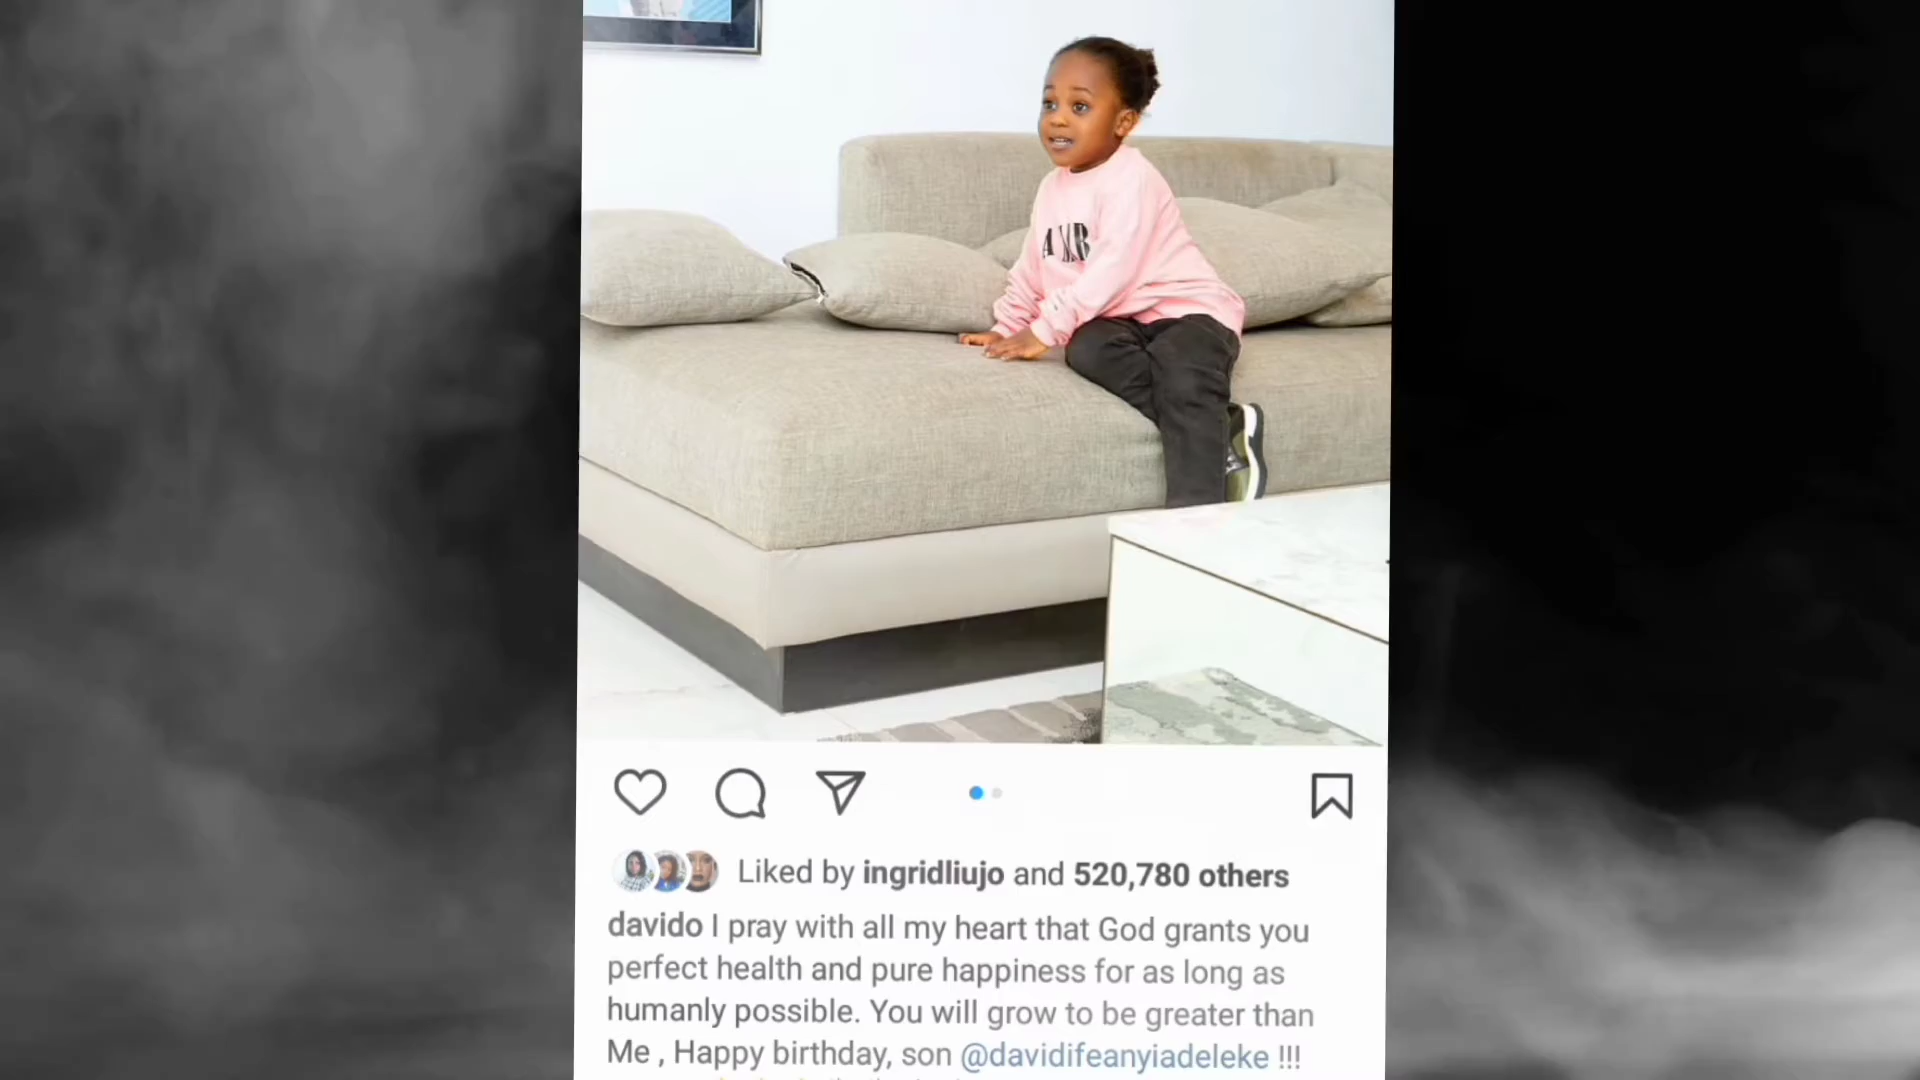 AMB
Liked by ingridliujo and 520,780 others
davido I pray with all my heart that God grants you
perfect health and pure happiness for as long as
humanly possible. You will grow to be greater than
Me , Happy birthday, son @davidifeanyiadeleke !!!